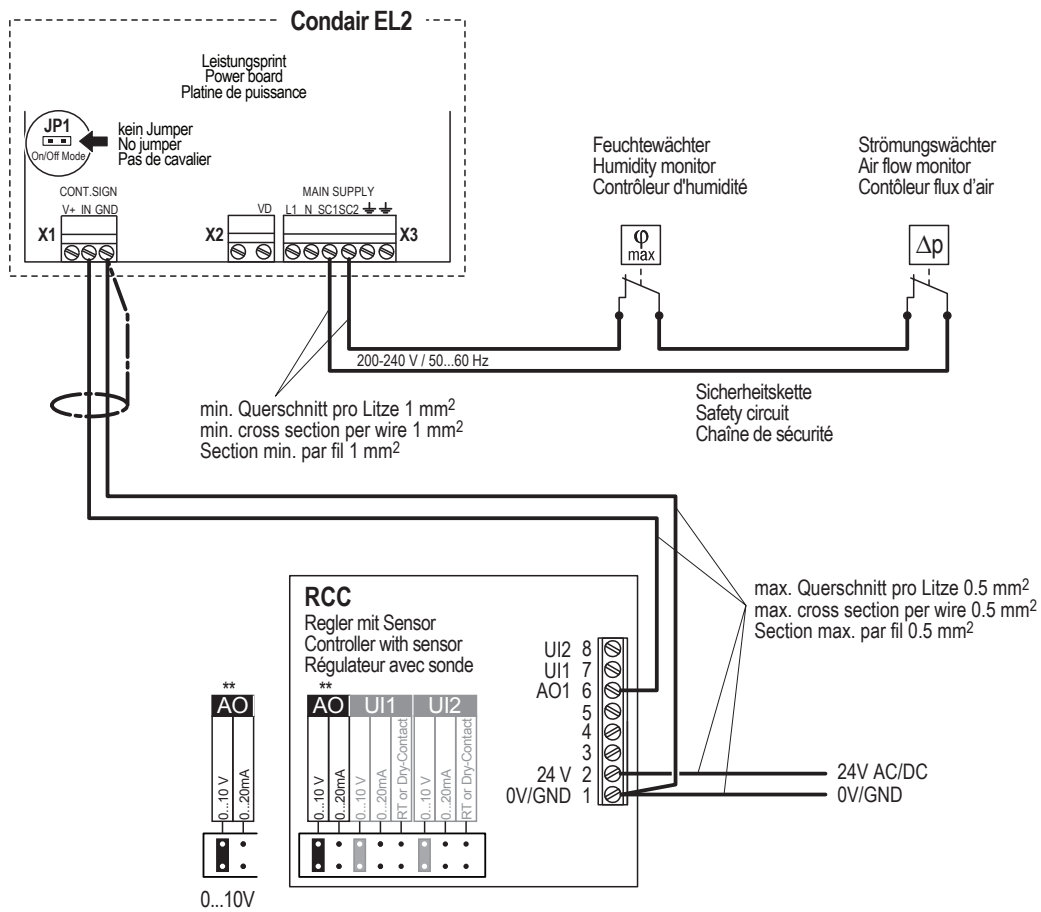 Condair EL2
Leistungsprint
Power board
Platine de puissance
JP1
On/Off Mode
kein Jumper
No jumper
Pas de cavalier
CONT.SIGN
V+ IN GND
X1
VD
X2
MAIN SUPPLY
L1 N SC1 SC2
X3
Feuchtewächter
Humidity monitor
Contrôleur d'humidité
φ
max
Strömungswächter
Air flow monitor
Contôleur flux d'air
Δp
200-240 V / 50...60 Hz
Sicherheitskette
Safety circuit
Chaîne de sécurité
min. Querschnitt pro Litze 1 mm²
min. cross section per wire 1 mm²
Section min. par fil 1 mm²
max. Querschnitt pro Litze 0.5 mm²
max. cross section per wire 0.5 mm²
Section max. par fil 0.5 mm²
RCC
Regler mit Sensor
Controller with sensor
Régulateur avec sonde
UI2 8
UI1 7
AO1 6
5
4
3
24 V 2
0V/GND 1
24V AC/DC
0V/GND
**
AO
0...10 V
0...20mA
0...10V
**
AO UI1 UI2
0...10 V
0...20mA
0...10 V
0...20mA
RT or Dry-Contact
0...10 V
0...20mA
RT or Dry-Contact